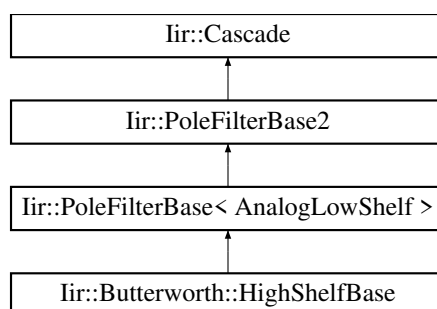 Iir::Cascade
Iir::PoleFilterBase2
Iir::PoleFilterBase< AnalogLowShelf >
Iir::Butterworth::HighShelfBase